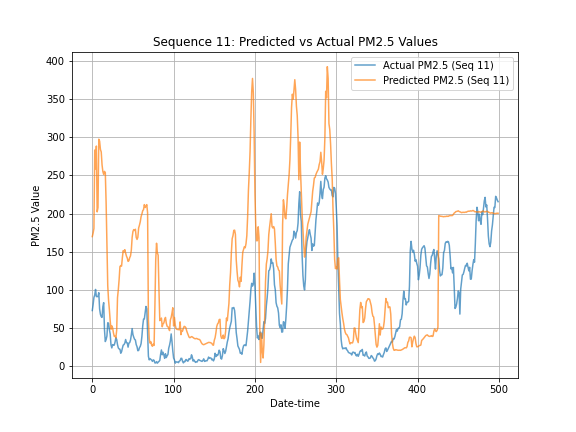 Sequence 11: Predicted vs Actual PM2.5 Values
Actual PM2.5 (Seq 11)
Predicted PM2.5 (Seq 11)
PM2.5 Value
400
350
300
250
200
150
100
50
0
0 100 200 300 400 500
Date-time